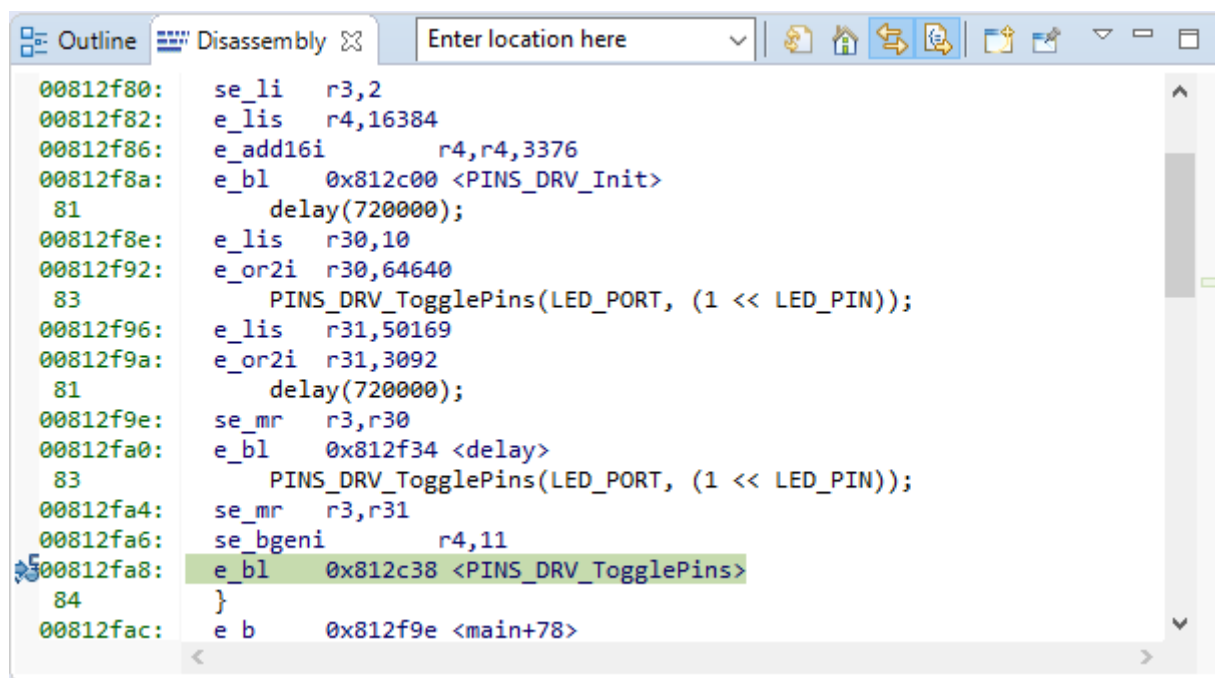 Outline Disassembly Enter location here
00812f80: se_li r3,2
00812f82: e_lis r4,16384
00812f86: e_add16i r4,r4,3376
00812f8a: e_bl 0x812c00 <PINS_DRV_Init>
81 delay(720000);
00812f8e: e_lis r30,10
00812f92: e_or2i r30,64640
83 PINS_DRV_TogglePins(LED_PORT, (1 << LED_PIN));
00812f96: e_lis r31,50169
00812f9a: e_or2i r31,3092
81 delay(720000);
00812f9e: se_mr r3,r30
00812fa0: e_bl 0x812f34 <delay>
83 PINS_DRV_TogglePins(LED_PORT, (1 << LED_PIN));
00812fa4: se_mr r3,r31
00812fa6: se_bgeni r4,11
00812fa8: e_bl 0x812c38 <PINS_DRV_TogglePins>
84 }
00812fac: e_b 0x812f9e <main+78>